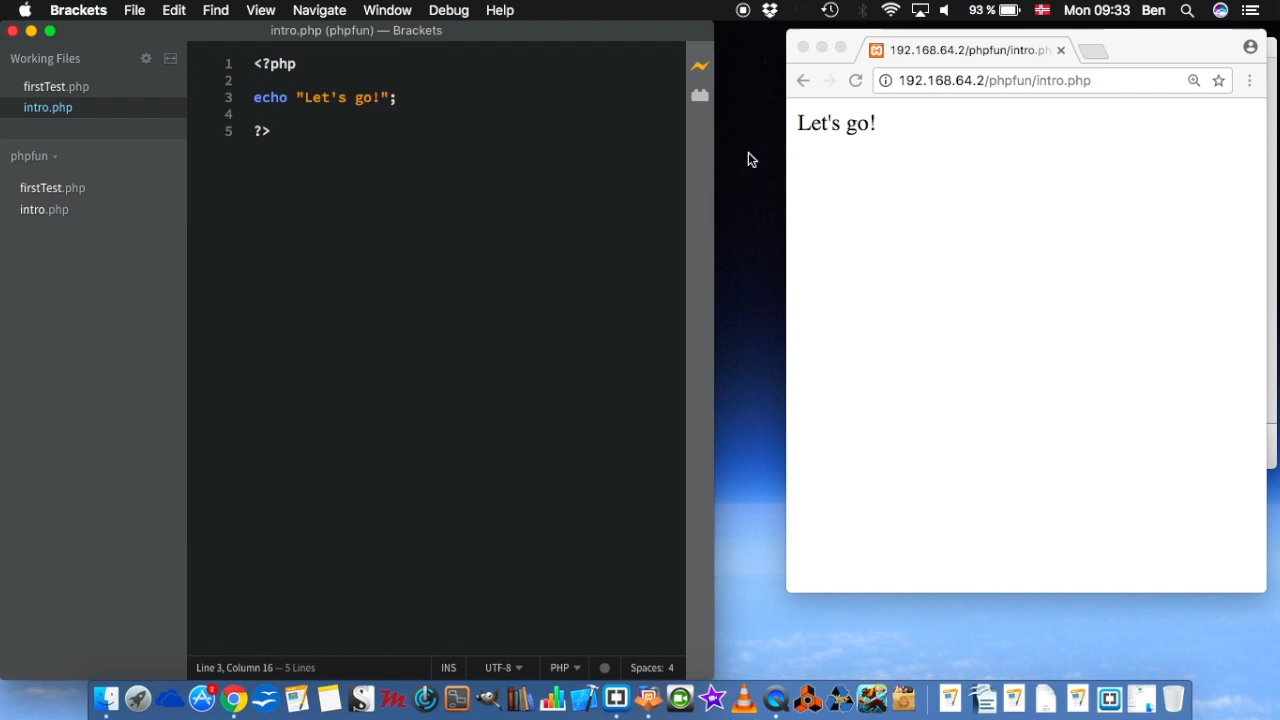 Brackets File Edit Find View Navigate Window Debug Help 93 % Mon 09:33 Ben
intro.php (phpfun) — Brackets
Working Files
firstTest.php
intro.php
phpfun
firstTest.php
intro.php
1 <?php
2
3 echo "Let's go!";
4
5 ?>
Line 3, Column 16 — 5 Lines INS UTF-8 PHP Spaces: 4
192.168.64.2/phpfun/intro.ph
192.168.64.2/phpfun/intro.php
Let's go!